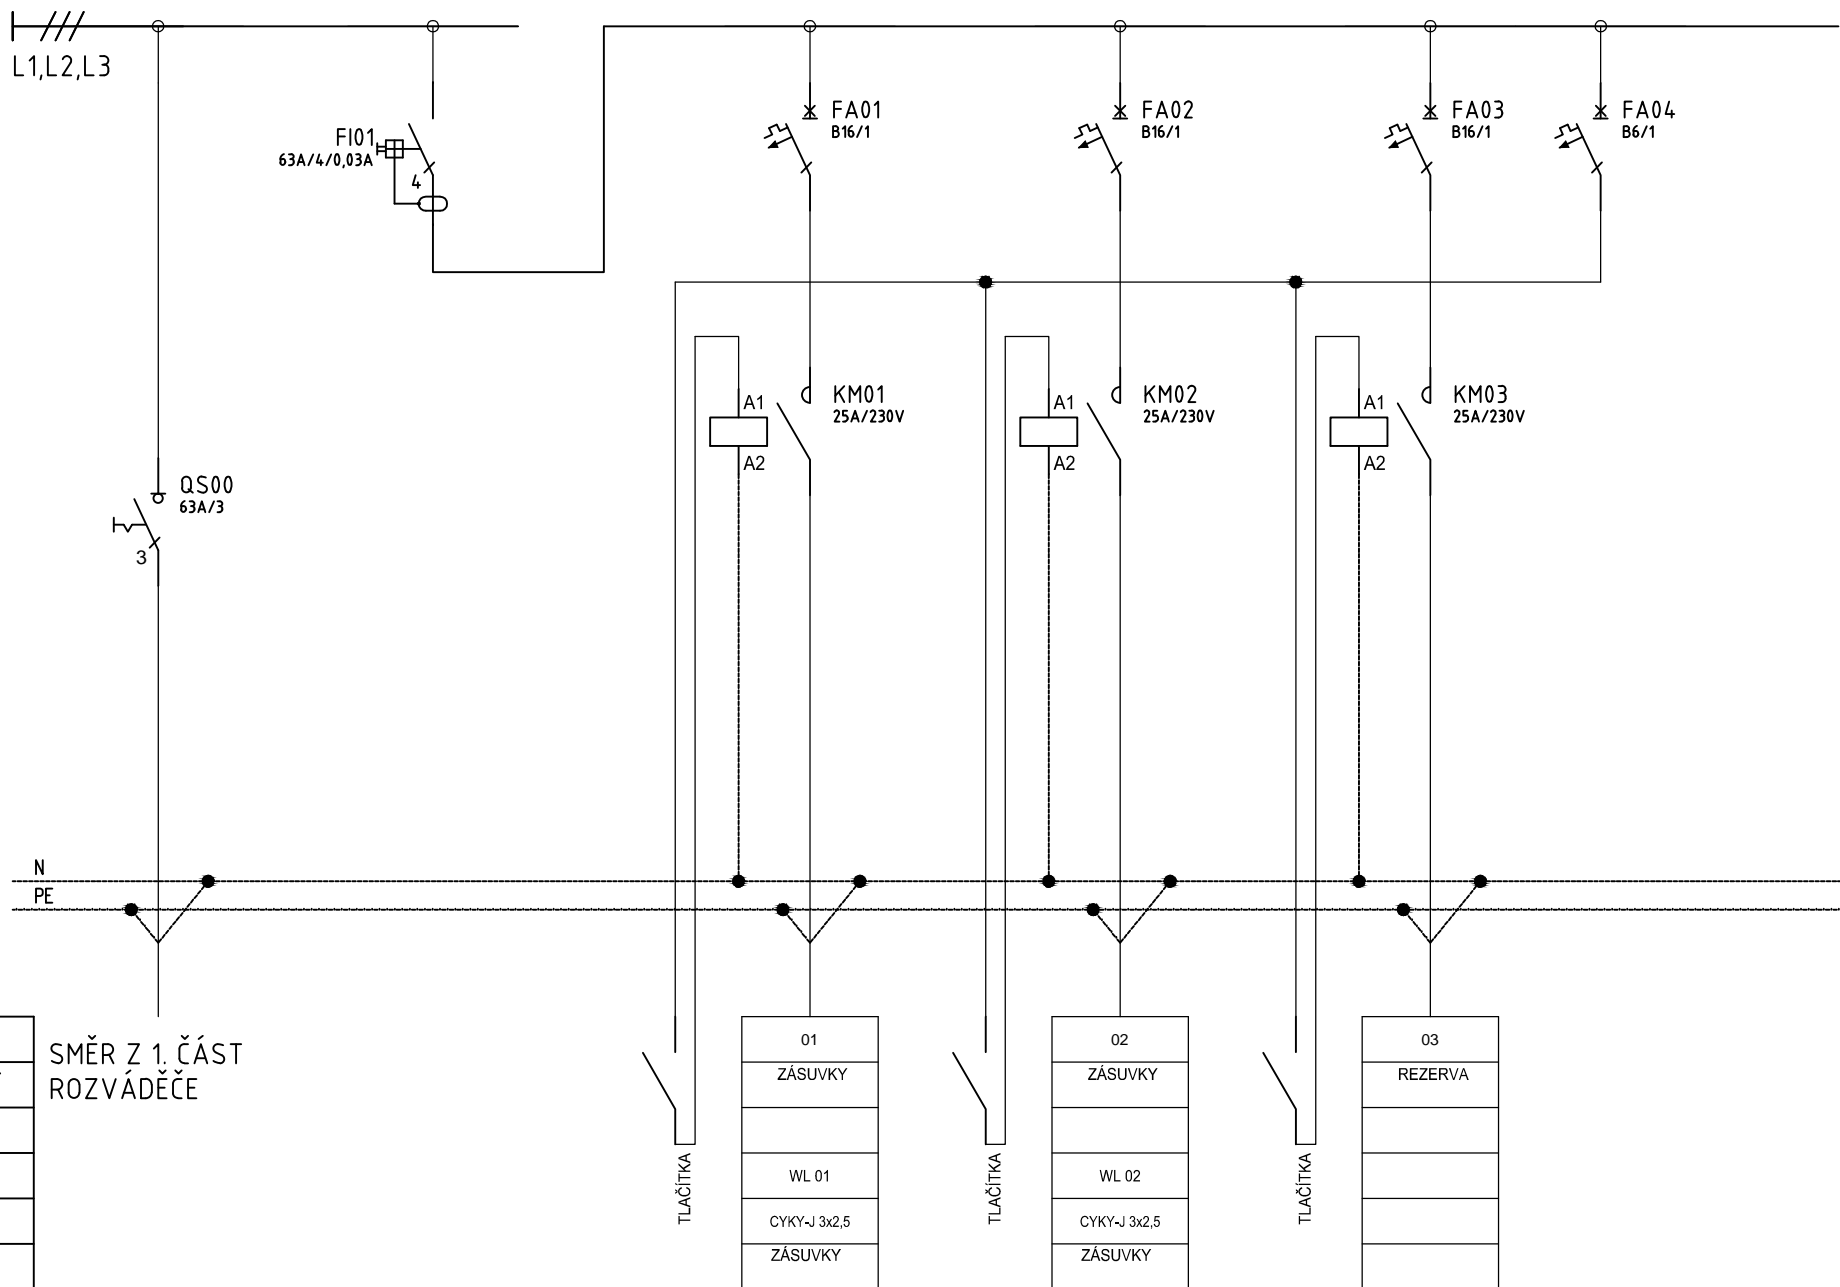 L1,L2,L3
FI01
63A/4/0,03A
4
FA01
B16/1
FA02
B16/1
FA03
B16/1
FA04
B6/1
QS00
63A/3
3
A1
A2
KM01
25A/230V
A1
A2
KM02
25A/230V
A1
A2
KM03
25A/230V
N
PE
SMĚR Z 1. ČÁST
ROZVÁDĚČE
TLAČÍTKA
01
ZÁSUVKY
WL 01
CYKY-J 3x2,5
ZÁSUVKY
TLAČÍTKA
02
ZÁSUVKY
WL 02
CYKY-J 3x2,5
ZÁSUVKY
TLAČÍTKA
03
REZERVA